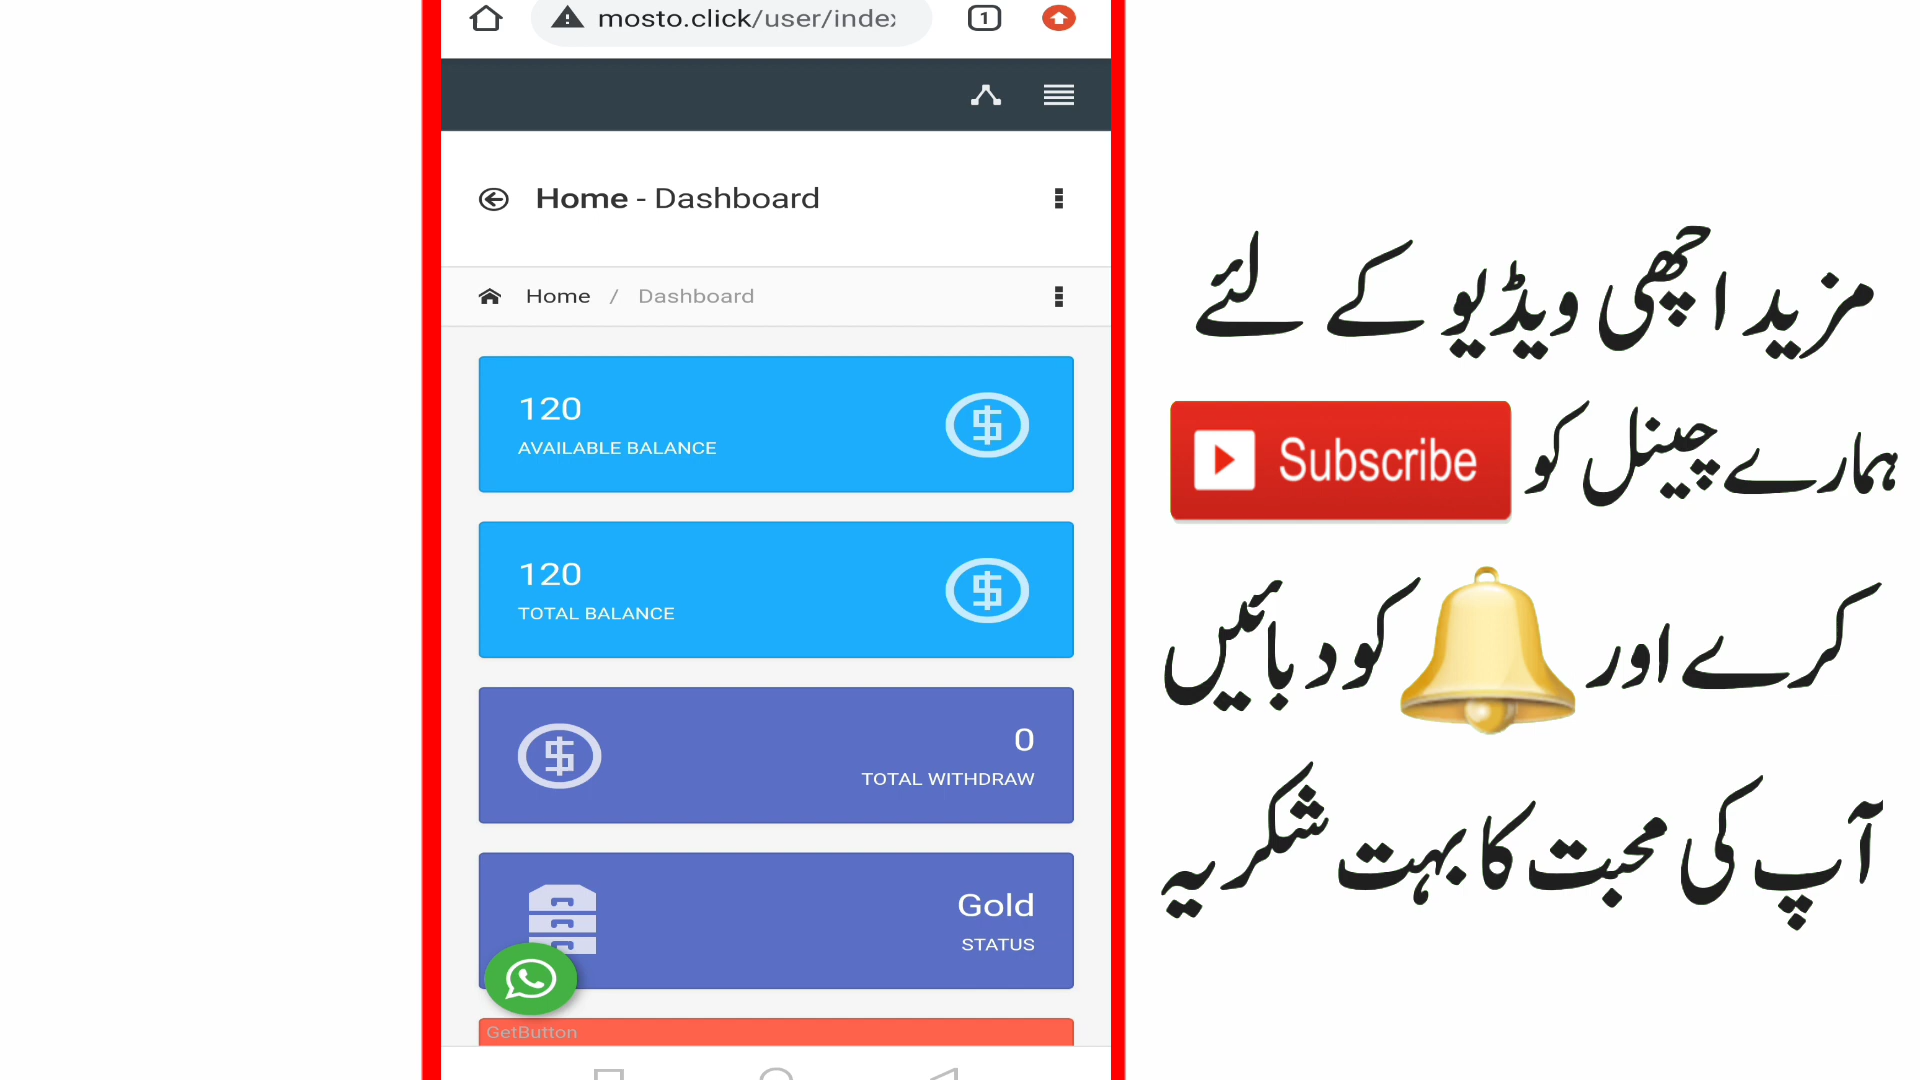 mosto.click/user/inde
1
Home - Dashboard
Home / Dashboard
120
AVAILABLE BALANCE
120
TOTAL BALANCE
0
TOTAL WITHDRAW
Gold
STATUS
GetButton
مزید اچھی ویڈیو کے لئے
ہمارے چینل کو Subscribe
کرے اور کو دبائیں
آپ کی محبت کا بہت شکریہ